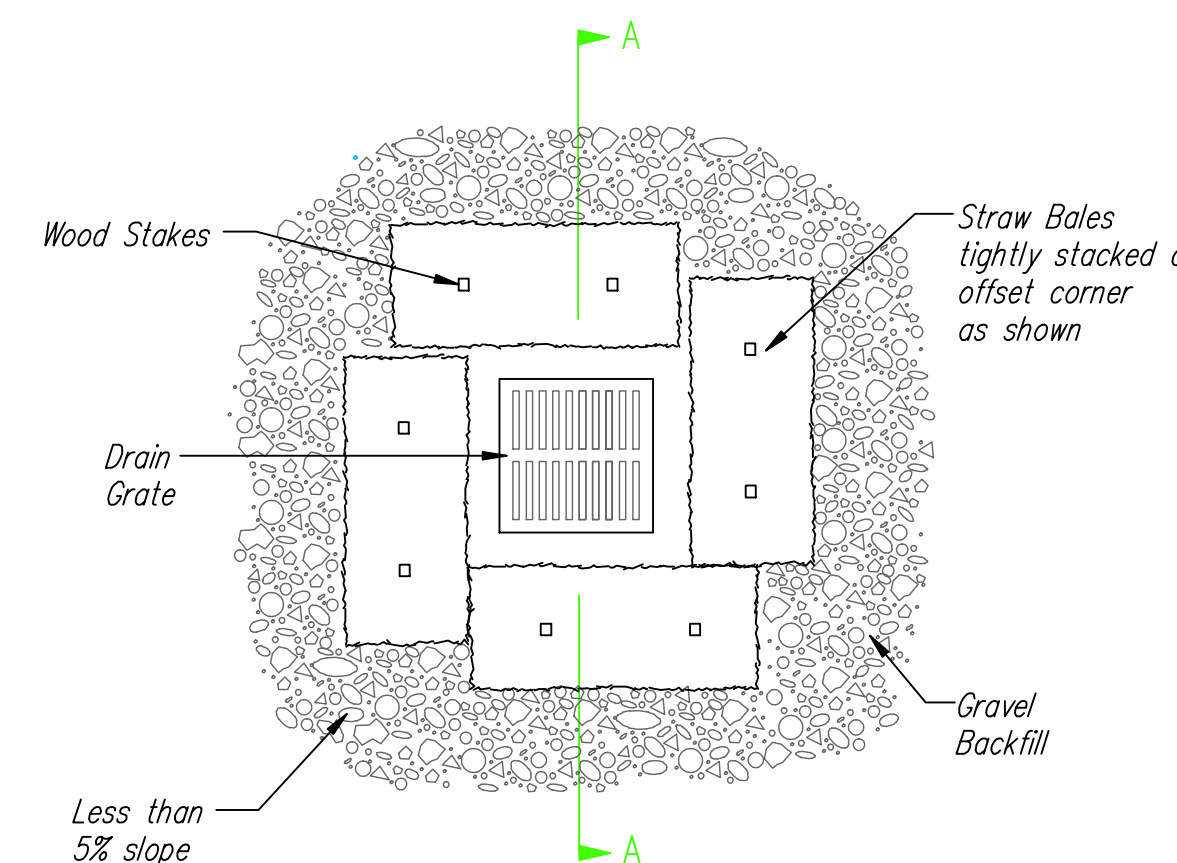 A
Wood Stakes
Straw Bales
tightly stacked
offset corner
as shown
Drain
Grate
Gravel
Backfill
Less than
5% slope
A